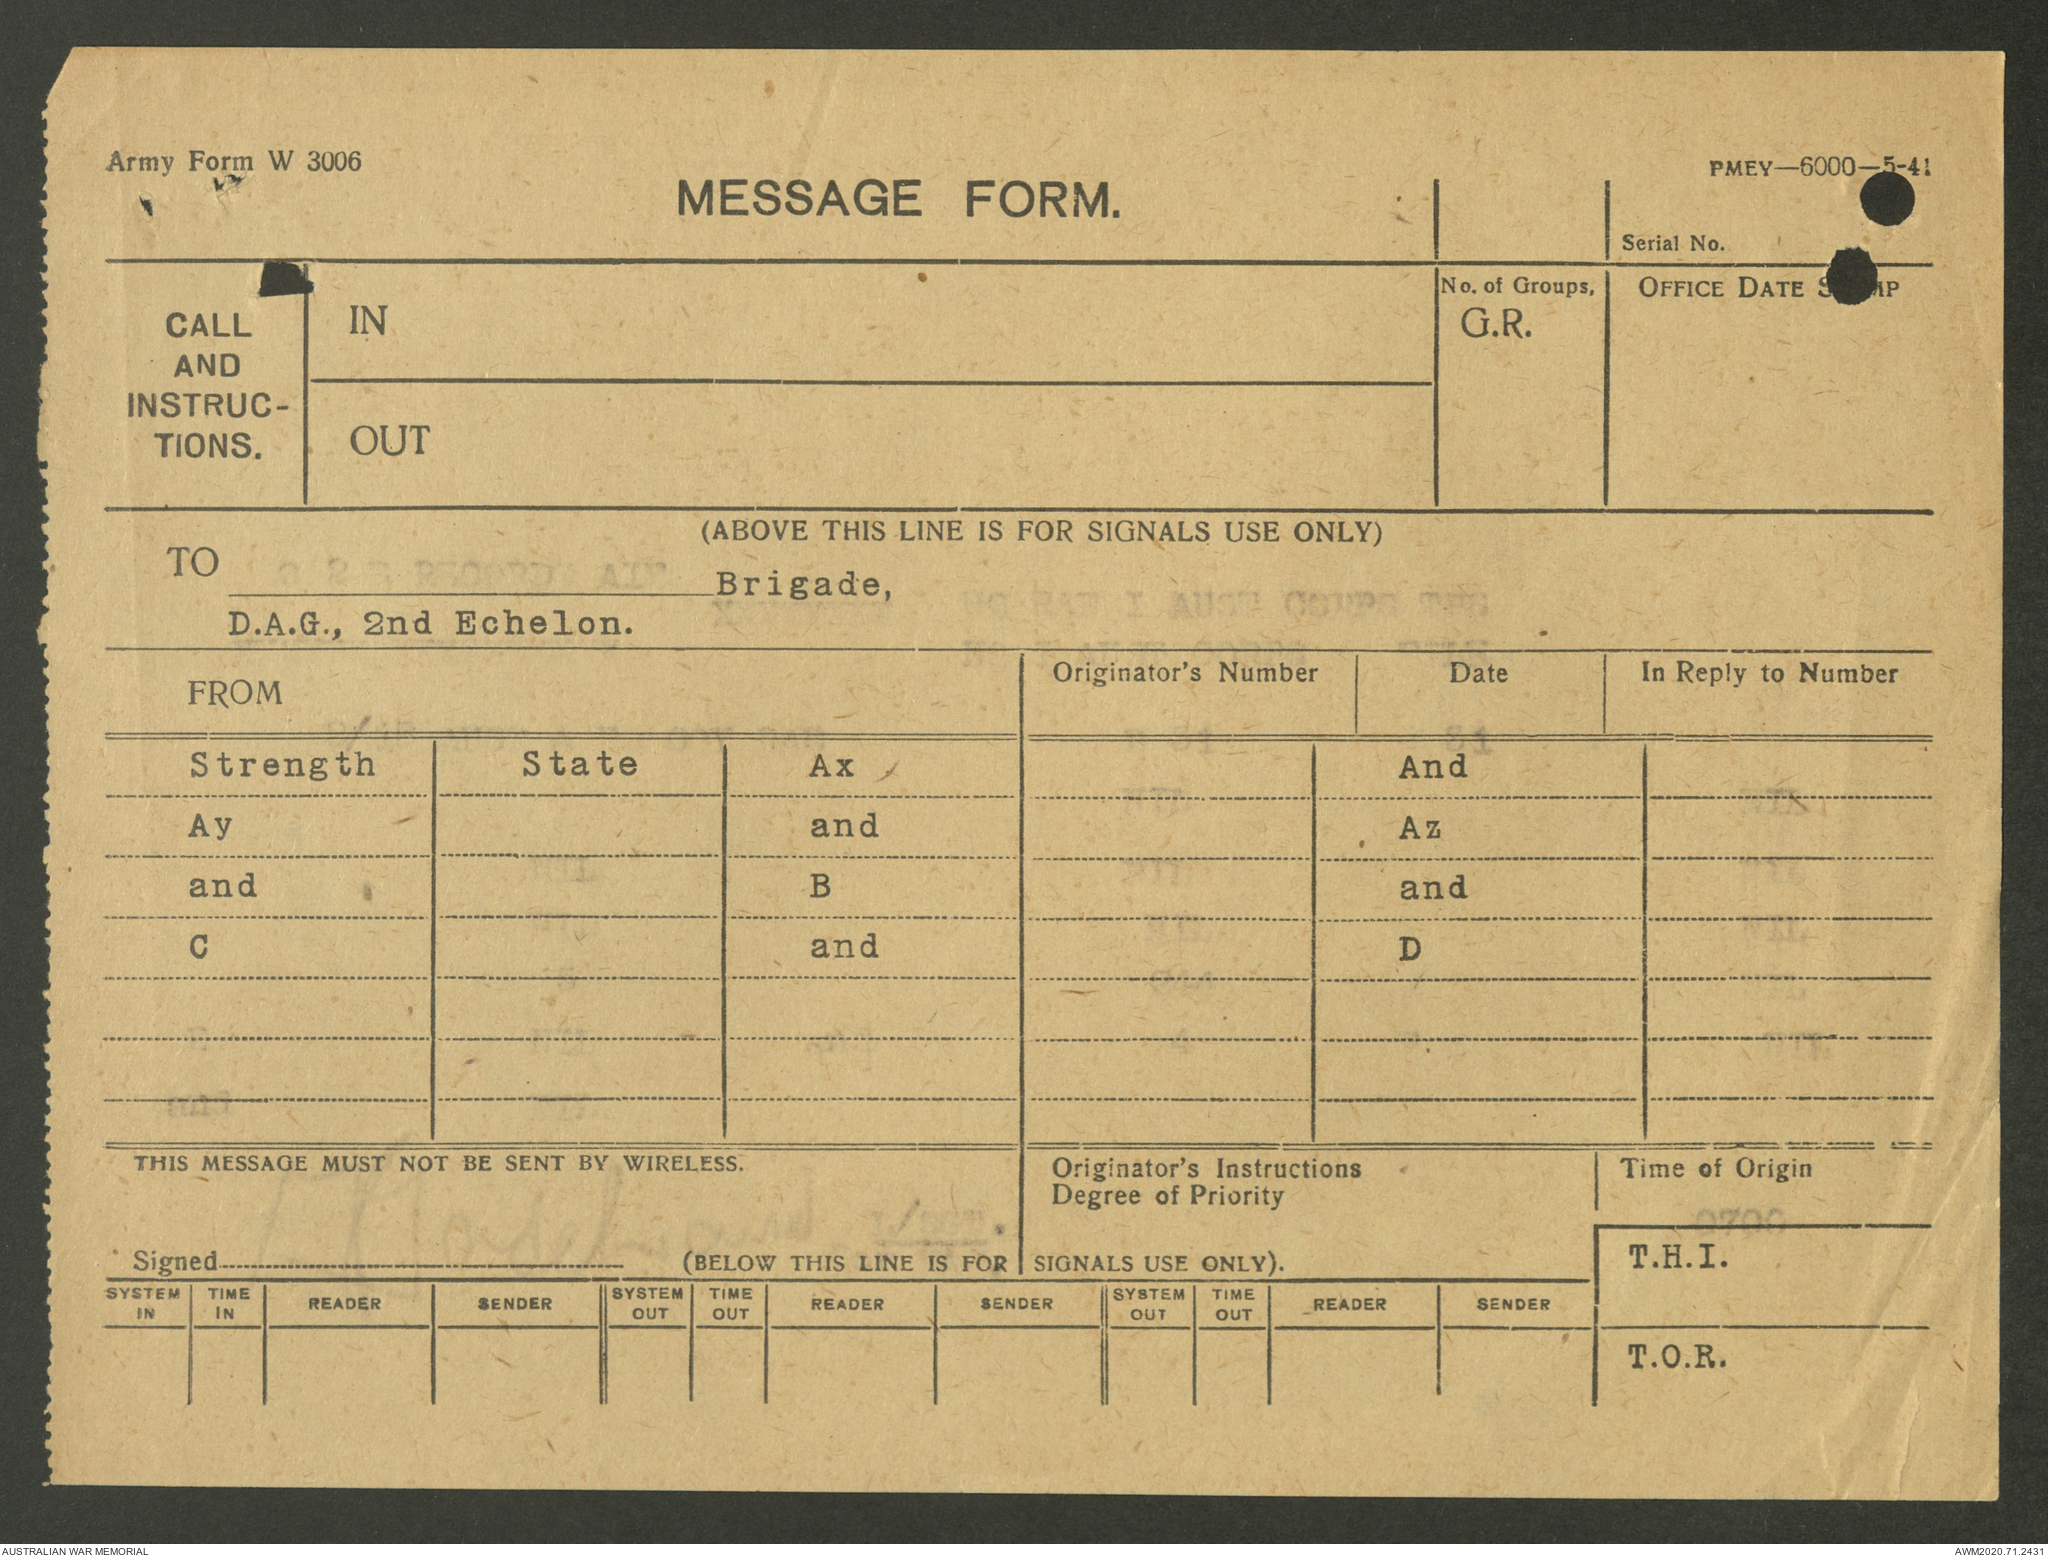 Army Form W 3006
PMEY—6000—5-41
MESSAGE FORM.
Serial No.
CALL
AND
INSTRUC-
TIONS.
IN
OUT
No. of Groups,
G.R.
OFFICE DATE
(ABOVE THIS LINE IS FOR SIGNALS USE ONLY)
TO
Brigade,
D.A.G., 2nd Echelon.
FROM
Originator's Number Date In Reply to Number
Strength State Ax And
Ay and Az
and B and
C and D
THIS MESSAGE MUST NOT BE SENT BY WIRELESS.
Originator's Instructions
Degree of Priority
Time of Origin
Signed
(BELOW THIS LINE IS FOR SIGNALS USE ONLY).
T.H.I.
SYSTEM IN TIME IN READER SENDER SYSTEM OUT TIME OUT READER SENDER SYSTEM OUT TIME OUT READER SENDER
T.O.R.
AUSTRALIAN WAR MEMORIAL
AWM2020.71.2431